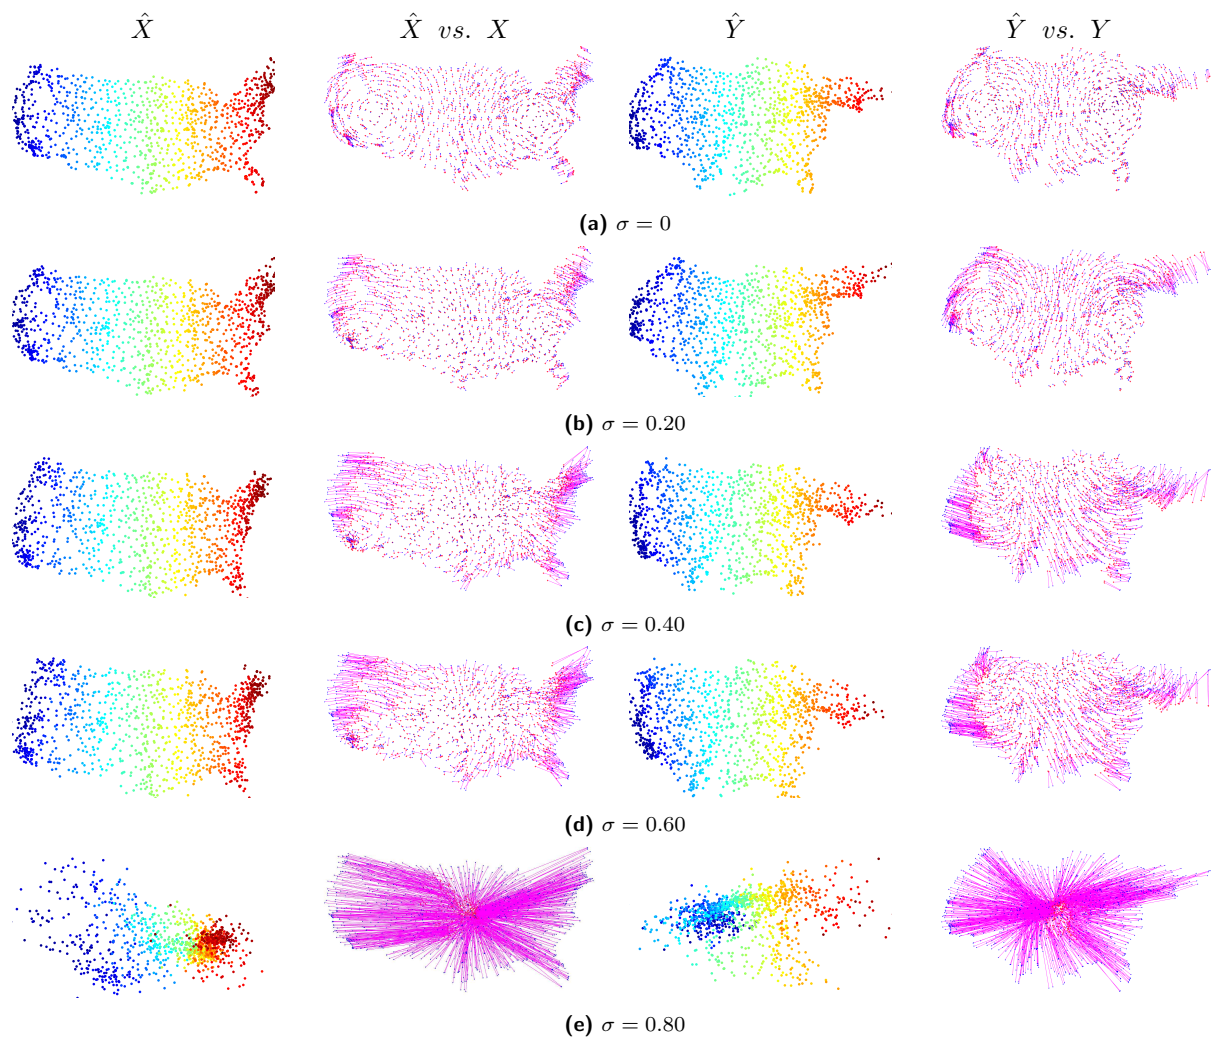 X̂ X̂ vs. X Ŷ Ŷ vs. Y
(a) σ = 0
(b) σ = 0.20
(c) σ = 0.40
(d) σ = 0.60
(e) σ = 0.80